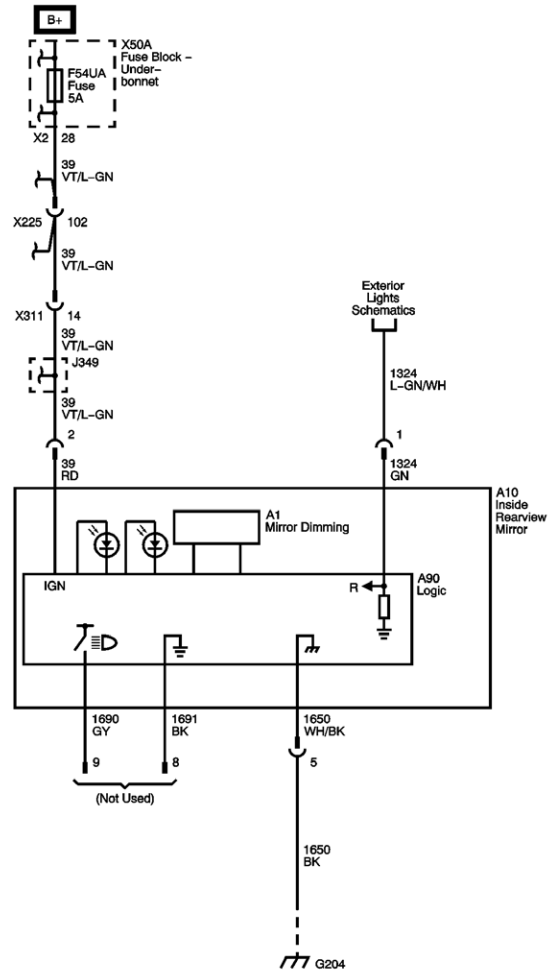 B+
X50A
Fuse Block –
Under–
bonnet
F54UA
Fuse
5A
X2 28
39
VT/L–GN
X225 102
39
VT/L–GN
Exterior
Lights
Schematics
X311 14
39
VT/L–GN
J349
1324
L–GN/WH
39
VT/L–GN
2
1
39
RD
1324
GN
A10
Inside
Rearview
Mirror
A1
Mirror Dimming
IGN
R
A90
Logic
1690
GY
1691
BK
1650
WH/BK
9
8
5
(Not Used)
1650
BK
G204